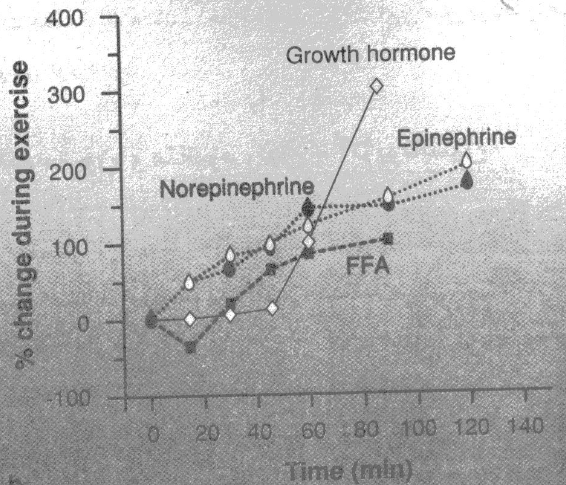 400
300
200
100
0
-100
% change during exercise
Growth hormone
Epinephrine
Norepinephrine
FFA
0 20 40 60 80 100 120 140
Time (min)